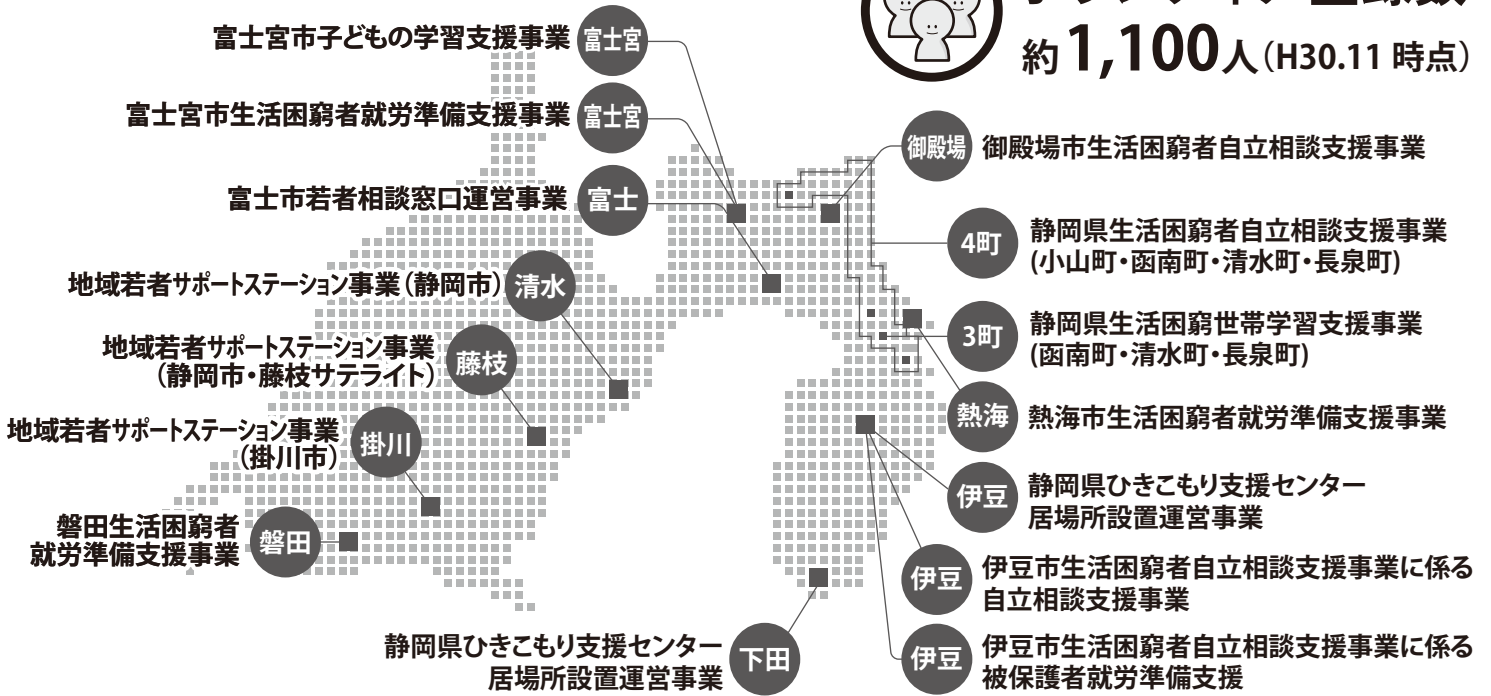 約1,100人（H30.11 時点）
富士宮市子どもの学習支援事業
富士宮
富士宮市生活困窮者就労準備支援事業
富士宮
富士市若者相談窓口運営事業
富士
地域若者サポートステーション事業（静岡市）
清水
地域若者サポートステーション事業
（静岡市・藤枝サテライト）
藤枝
地域若者サポートステーション事業
（掛川市）
掛川
磐田生活困窮者
就労準備支援事業
磐田
静岡県ひきこもり支援センター
居場所設置運営事業
下田
御殿場
御殿場市生活困窮者自立相談支援事業
4町
静岡県生活困窮者自立相談支援事業
(小山町・函南町・清水町・長泉町)
3町
静岡県生活困窮世帯学習支援事業
(函南町・清水町・長泉町)
熱海
熱海市生活困窮者就労準備支援事業
伊豆
静岡県ひきこもり支援センター
居場所設置運営事業
伊豆
伊豆市生活困窮者自立相談支援事業に係る
自立相談支援事業
伊豆
伊豆市生活困窮者自立相談支援事業に係る
被保護者就労準備支援